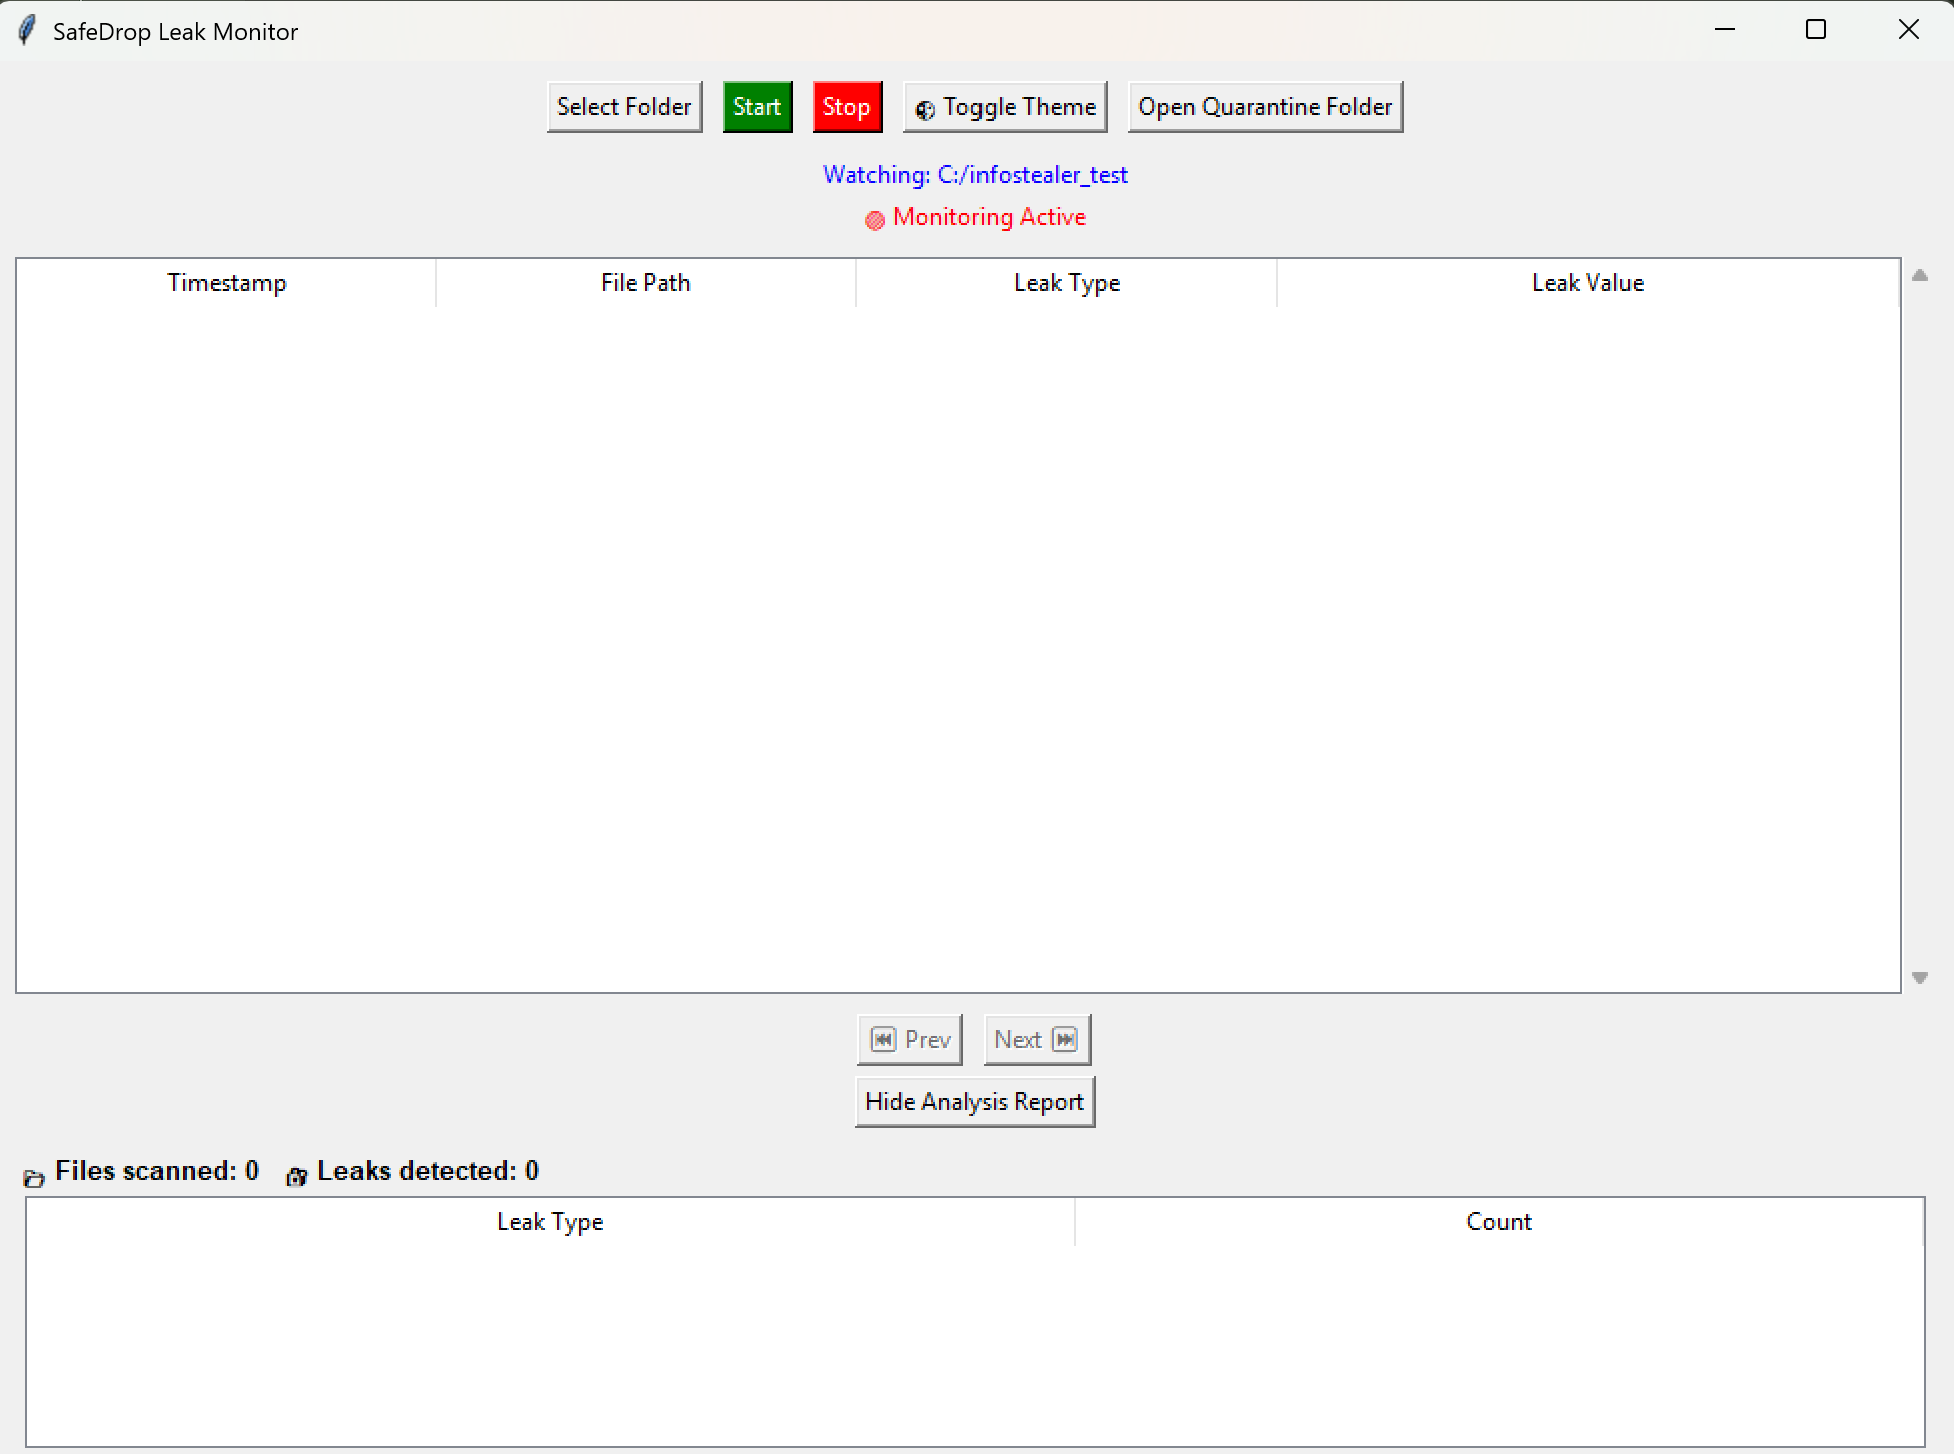 SafeDrop Leak Monitor
Select Folder Start Stop Toggle Theme Open Quarantine Folder
Watching: C:/infostealer_test
Monitoring Active
Timestamp File Path Leak Type Leak Value
Prev Next
Hide Analysis Report
Files scanned: 0 Leaks detected: 0
Leak Type Count